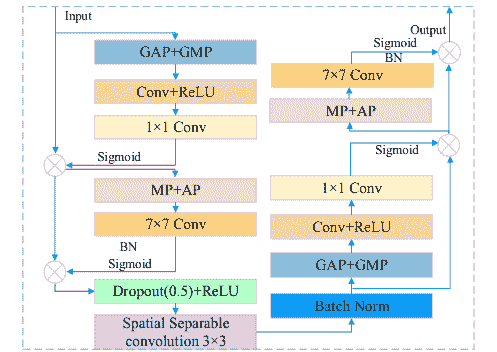 Input
GAP+GMP
Conv+ReLU
1×1 Conv
Sigmoid
MP+AP
7×7 Conv
BN
Sigmoid
Dropout(0.5)+ReLU
Spatial Separable
convolution 3×3
Output
Sigmoid
BN
7×7 Conv
MP+AP
Sigmoid
1×1 Conv
Conv+ReLU
GAP+GMP
Batch Norm